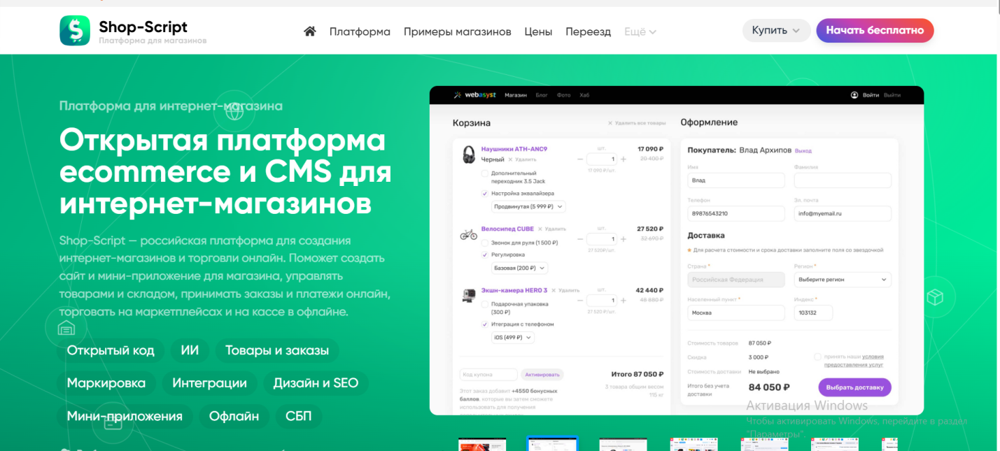 Shop-Script
Платформа для магазинов
Платформа
Примеры магазинов
Цены
Переезд
Ещё
Купить
Начать бесплатно
Платформа для интернет-магазина
Открытая платформа
ecommerce и CMS для
интернет-магазинов
Shop-Script — российская платформа для создания
интернет-магазинов и торговли онлайн. Поможет создать
сайт и мини-приложение для магазина, управлять
товарами и складом, принимать заказы и платежи онлайн,
торговать на маркетплейсах и на кассе в офлайне.
Открытый код
ИИ
Товары и заказы
Маркировка
Интеграции
Дизайн и SEO
Мини-приложения
Офлайн
СБП
webasyst Магазин Блог Фото Хаб
Войти Выйти
Корзина
× Удалить все товары
Наушники ATH-ANC9
Черный × Удалить
шт.
— 1 +
17 090 ₽/шт.
17 090 ₽
20 400 ₽
Дополнительный
переходник 3.5 Jack
Настройка эквалайзера
Продвинутая (5 999 ₽)
Велосипед CUBE × Удалить
шт.
— 1 +
27 520₽/шт.
27 520 ₽
32 690 ₽
Звонок для руля (1 500 ₽)
Регулировка
Базовая (200 ₽)
Экшн-камера HERO 3 × Удалить
шт.
— 1 +
27 520 ₽/шт.
42 440 ₽
48 880 ₽
Подарочная упаковка
(300 ₽)
Итеграция с телефоном
iOS (499 ₽)
Код купона
Активировать
Итого 87 050 ₽
3 товара общим весом
115 кг
Этот заказ добавит +4550 бонусных
баллов, которые вы затем сможете
использовать для получения
Оформление
Покупатель: Влад Архипов Выход
Имя
Фамилия
Влад
Телефон
Эл. почта
89876543210
info@myemail.ru
Доставка
Для расчета стоимости и срока доставки заполните поля со звездочкой
Страна *
Регион *
Российская Федерация
Выберите регион
Населенный пункт *
Индекс *
Москва
103132
Стоимость товаров 87 050 ₽
Скидка 3 000 ₽
Стоимость доставки Не выбрано
Итого без учета
доставки
84 050 ₽
принять наши условия
предоставления услуг
Выбрать доставку
Активация Windows
Чтобы активировать Windows, перейдите в раздел
"Параметры".